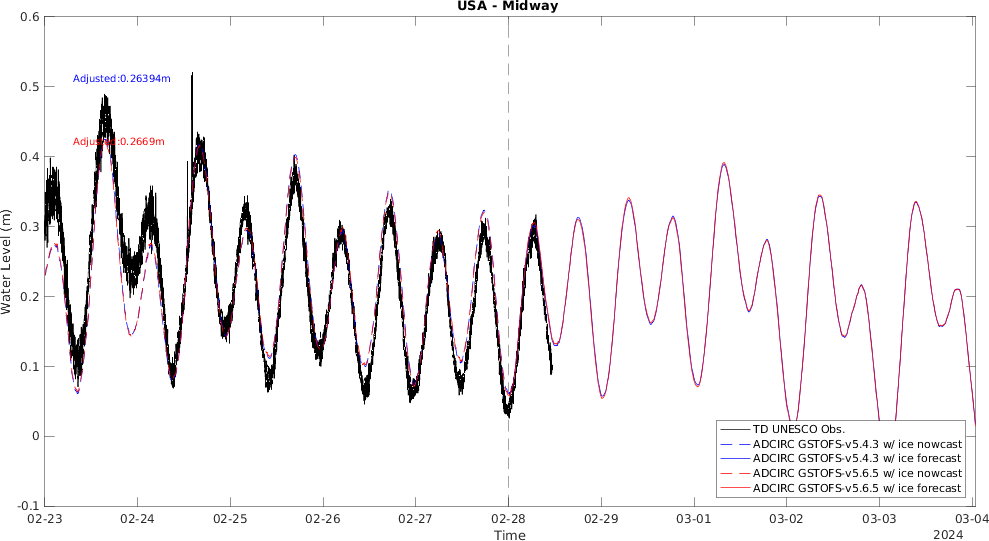 USA - Midway
0.6
0.5
0.4
0.3
0.2
0.1
0
-0.1
Water Level (m)
Adjusted:0.26394m
Adjusted:0.2669m
TD UNESCO Obs.
ADCIRC GSTOFS-v5.4.3 w/ ice nowcast
ADCIRC GSTOFS-v5.4.3 w/ ice forecast
ADCIRC GSTOFS-v5.6.5 w/ ice nowcast
ADCIRC GSTOFS-v5.6.5 w/ ice forecast
02-23 02-24 02-25 02-26 02-27 02-28 02-29 03-01 03-02 03-03 03-04
Time
2024